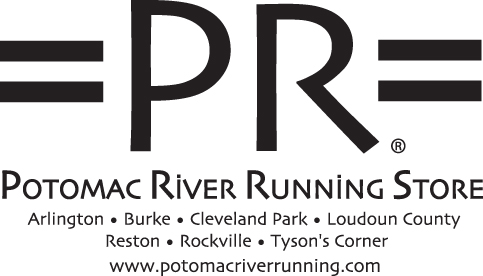 =PR=®
POTOMAC RIVER RUNNING STORE
Arlington • Burke • Cleveland Park • Loudoun County
Reston • Rockville • Tyson's Corner
www.potomacriverrunning.com